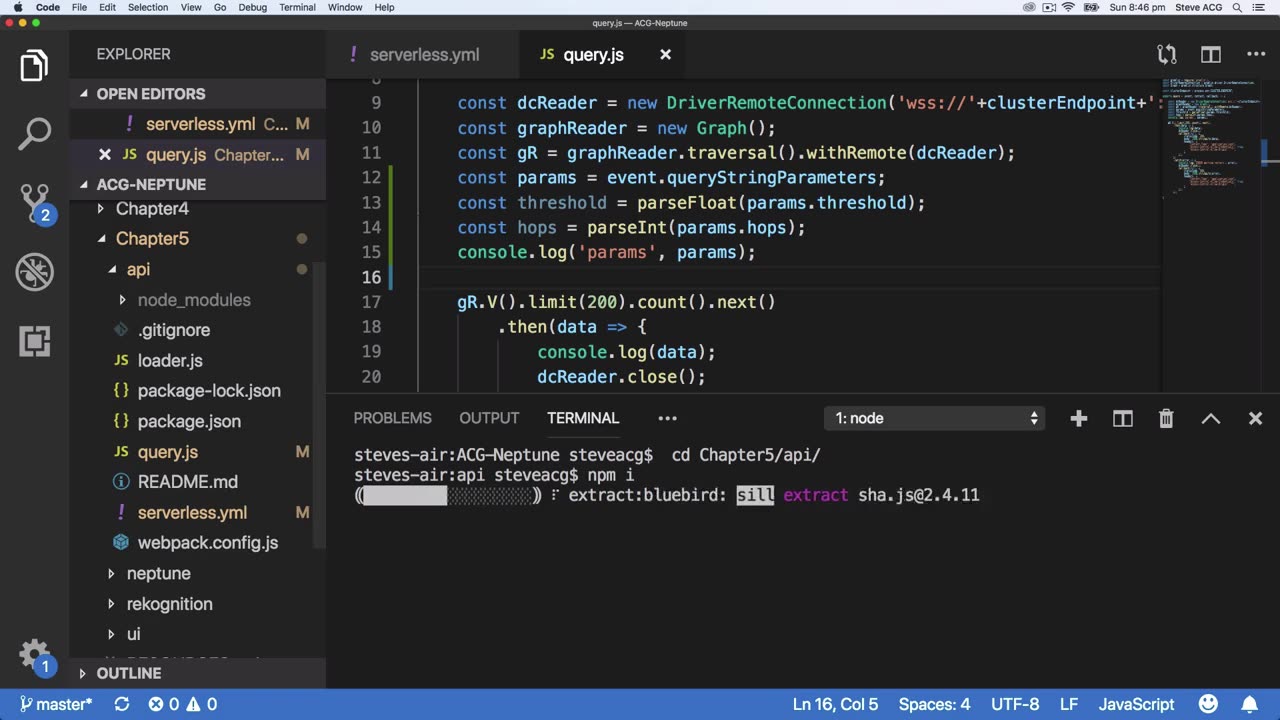 Code File Edit Selection View Go Debug Terminal Window Help Sun 8:46 pm Steve ACG
query.js — ACG-Neptune
EXPLORER
OPEN EDITORS
! serverless.yml C... M
JS query.js Chapter... M
ACG-NEPTUNE
Chapter4
Chapter5
api
node_modules
.gitignore
JS loader.js
{} package-lock.json
{} package.json
JS query.js M
README.md
! serverless.yml M
webpack.config.js
neptune
rekognition
ui
OUTLINE
! serverless.yml JS query.js
9 const dcReader = new DriverRemoteConnection('wss://'+clusterEndpoint+'
10 const graphReader = new Graph();
11 const gR = graphReader.traversal().withRemote(dcReader);
12 const params = event.queryStringParameters;
13 const threshold = parseFloat(params.threshold);
14 const hops = parseInt(params.hops);
15 console.log('params', params);
16
17 gR.V().limit(200).count().next()
18 .then(data => {
19 console.log(data);
20 dcReader.close();
PROBLEMS OUTPUT TERMINAL ••• 1: node
steves-air:ACG-Neptune steveacg$ cd Chapter5/api/
steves-air:api steveacg$ npm i
extract:bluebird: sill extract sha.js@2.4.11
2
1
master* 0 0 Ln 16, Col 5 Spaces: 4 UTF-8 LF JavaScript